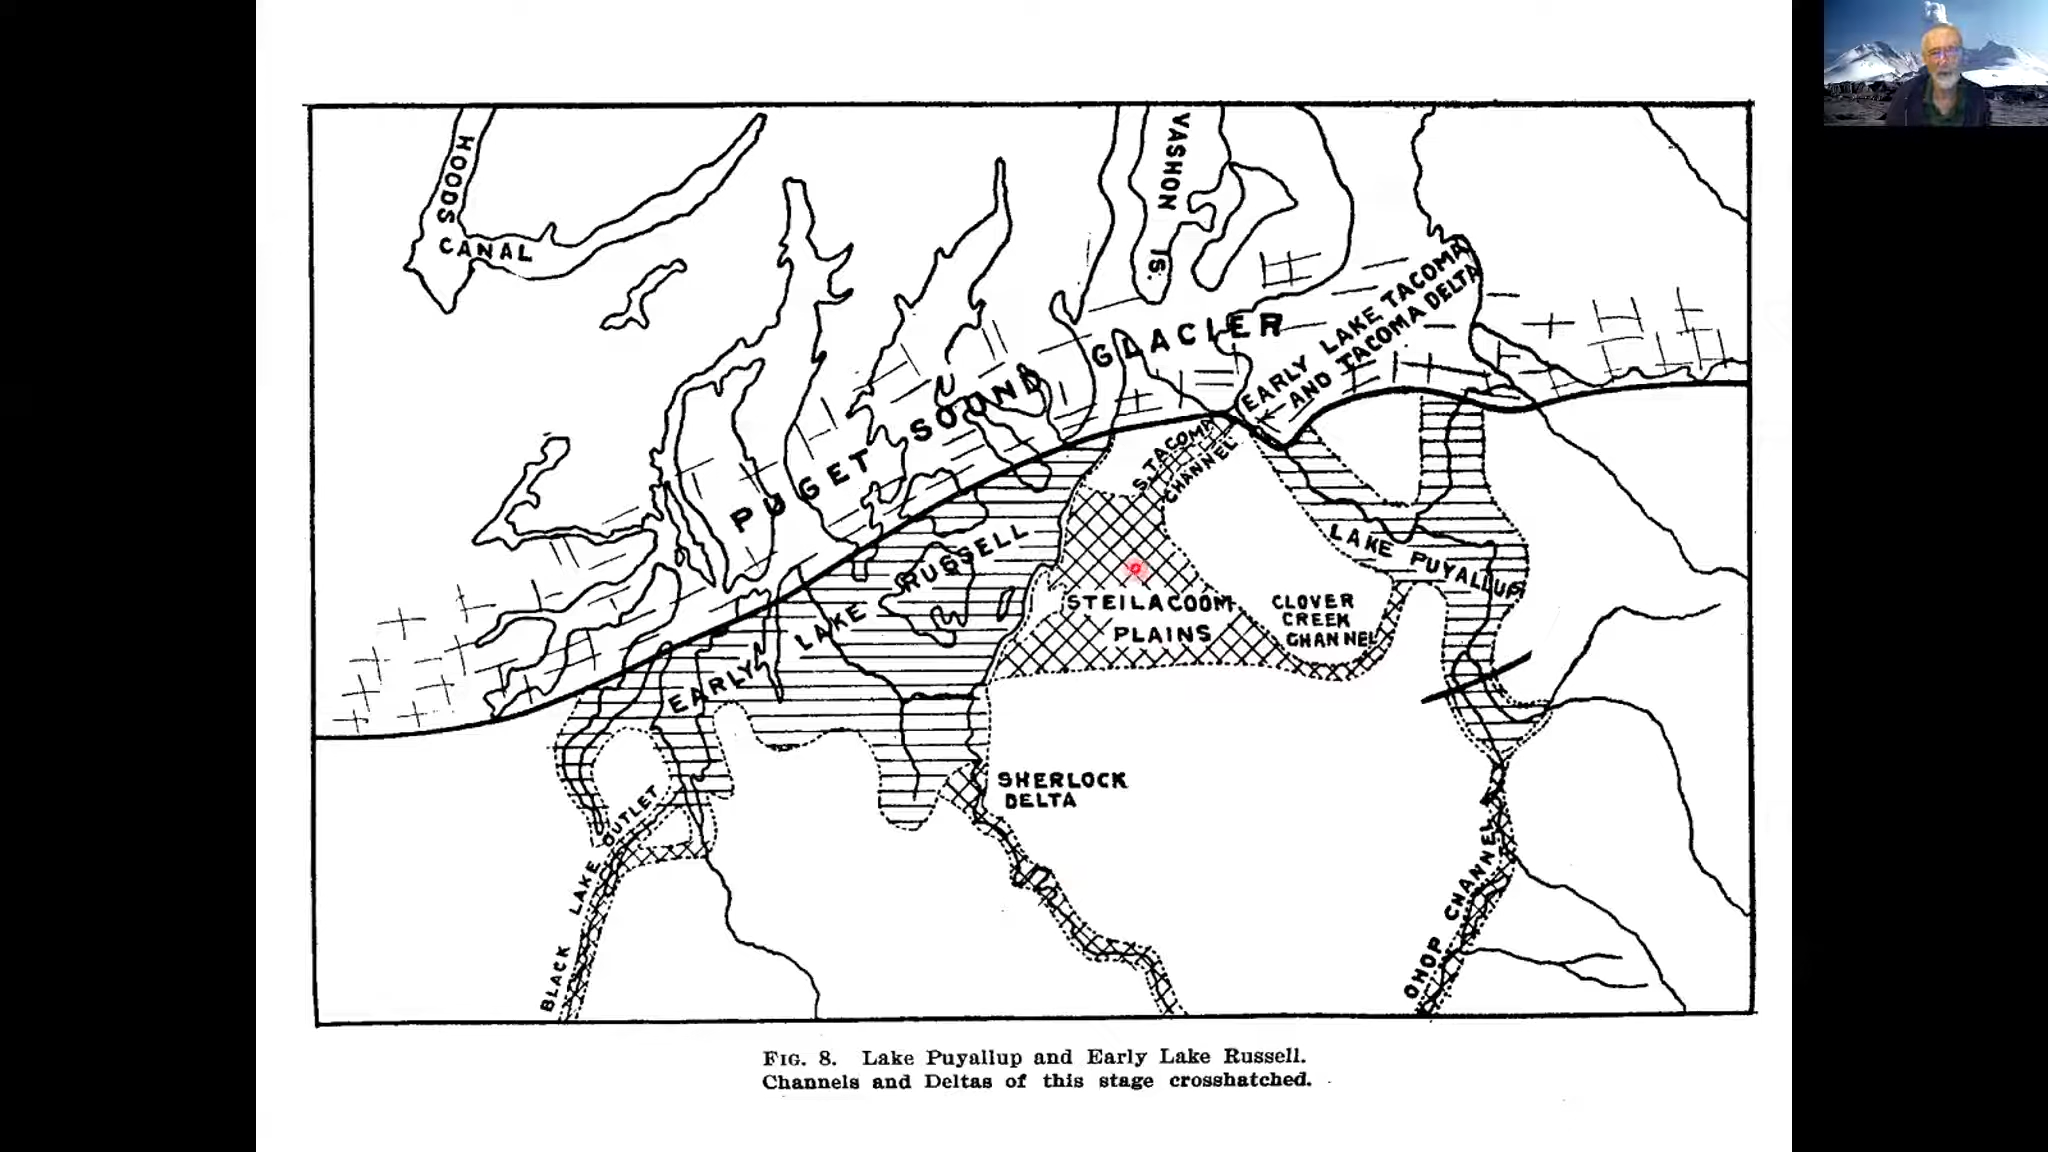 HOODS
CANAL
VASHON
IS.
PUGET SOUND GLACIER
EARLY LAKE TACOMA
AND TACOMA DELTA
S. TACOMA
CHANNEL
LAKE PUYALLUP
EARLY LAKE RUSSELL
STEILACOOM
PLAINS
CLOVER
CREEK
CHANNEL
SHERLOCK
DELTA
BLACK LAKE OUTLET
OHOP CHANNEL
FIG. 8. Lake Puyallup and Early Lake Russell.
Channels and Deltas of this stage crosshatched.